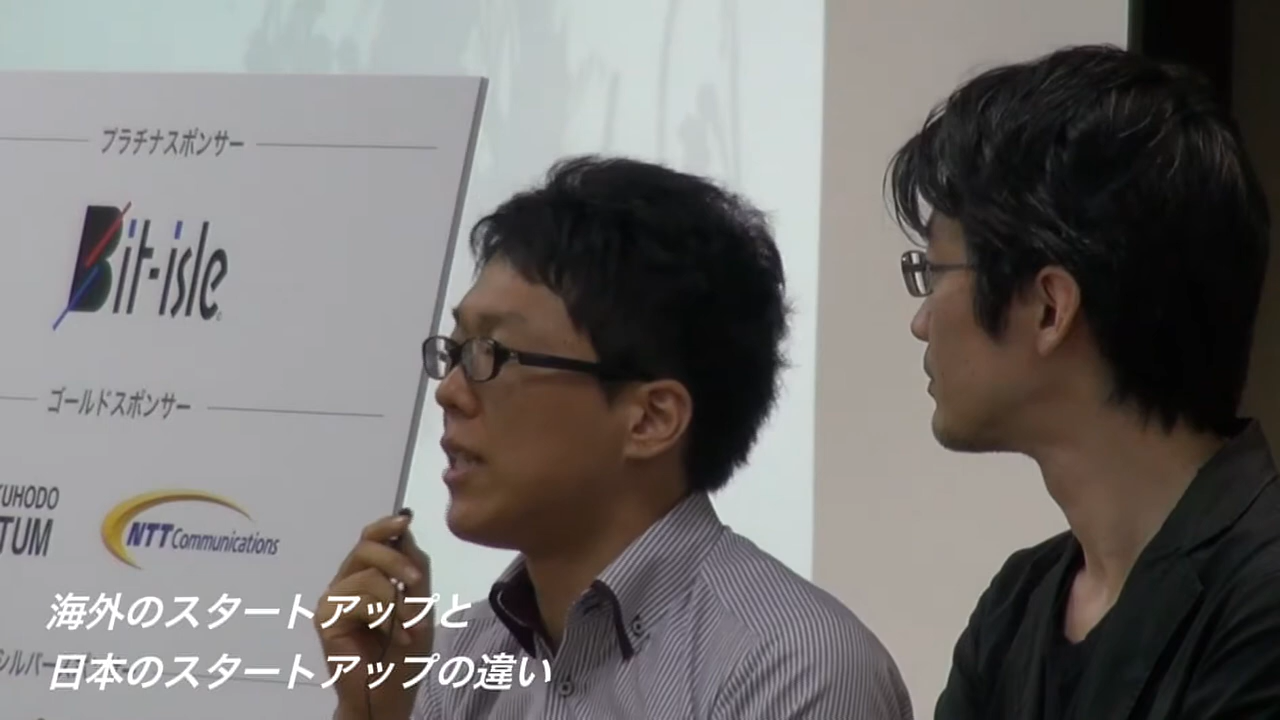 プラチナスポンサー
Bit-isle
ゴールドスポンサー
NTT Communications
海外のスタートアップと
日本のスタートアップの違い